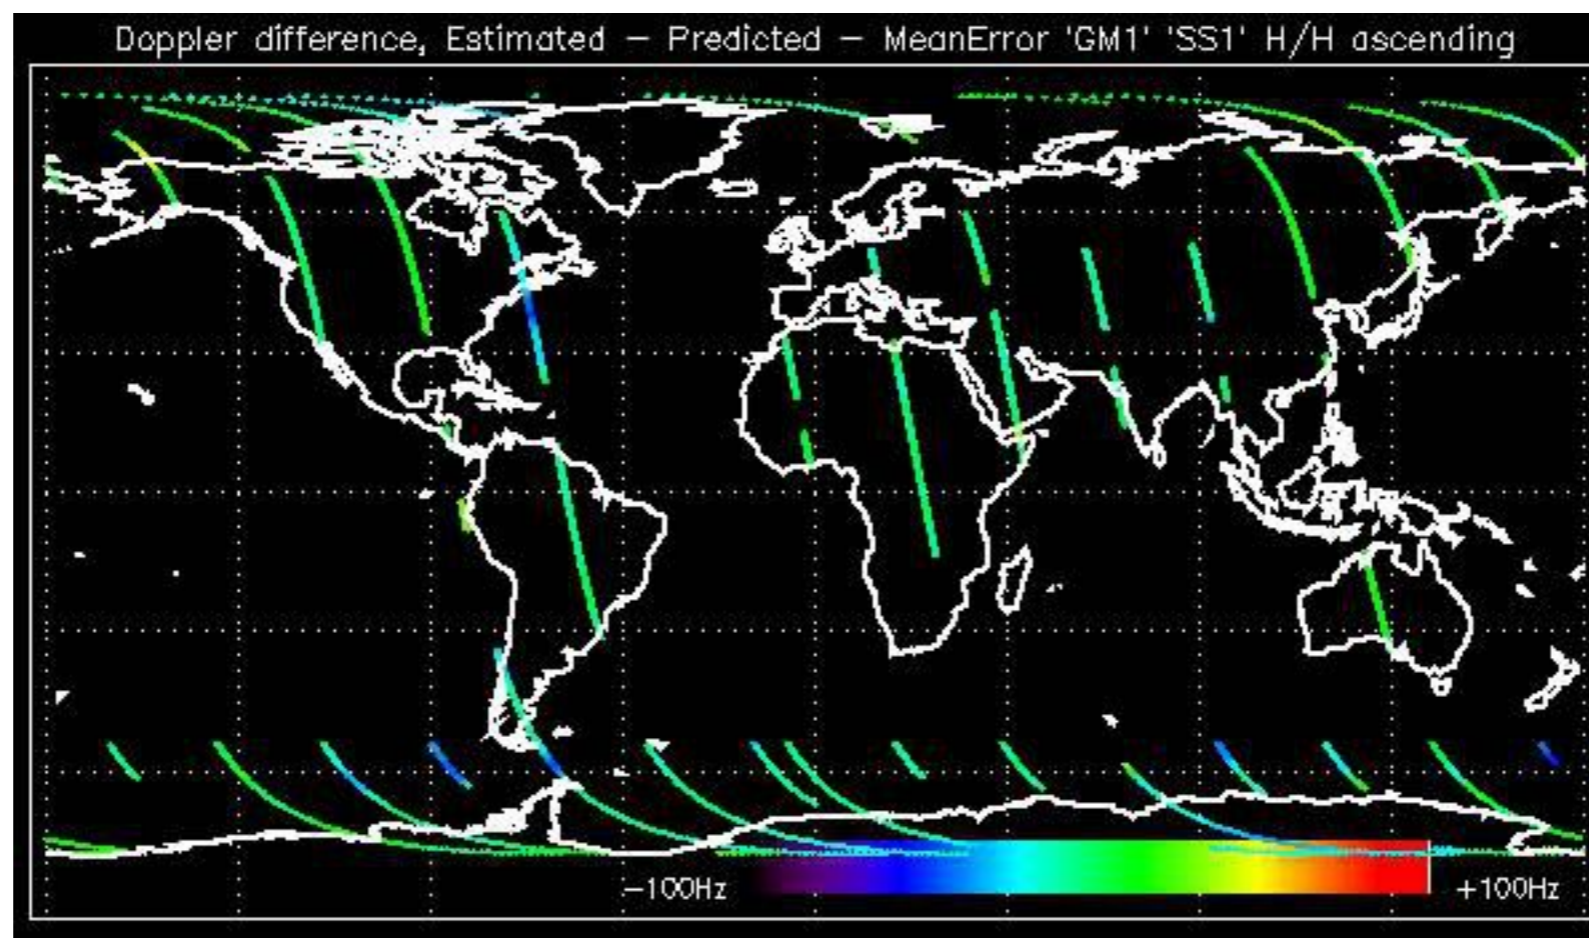 Doppler difference, Estimated – Predicted – MeanError 'GM1' 'SS1' H/H ascending
-100Hz
+100Hz